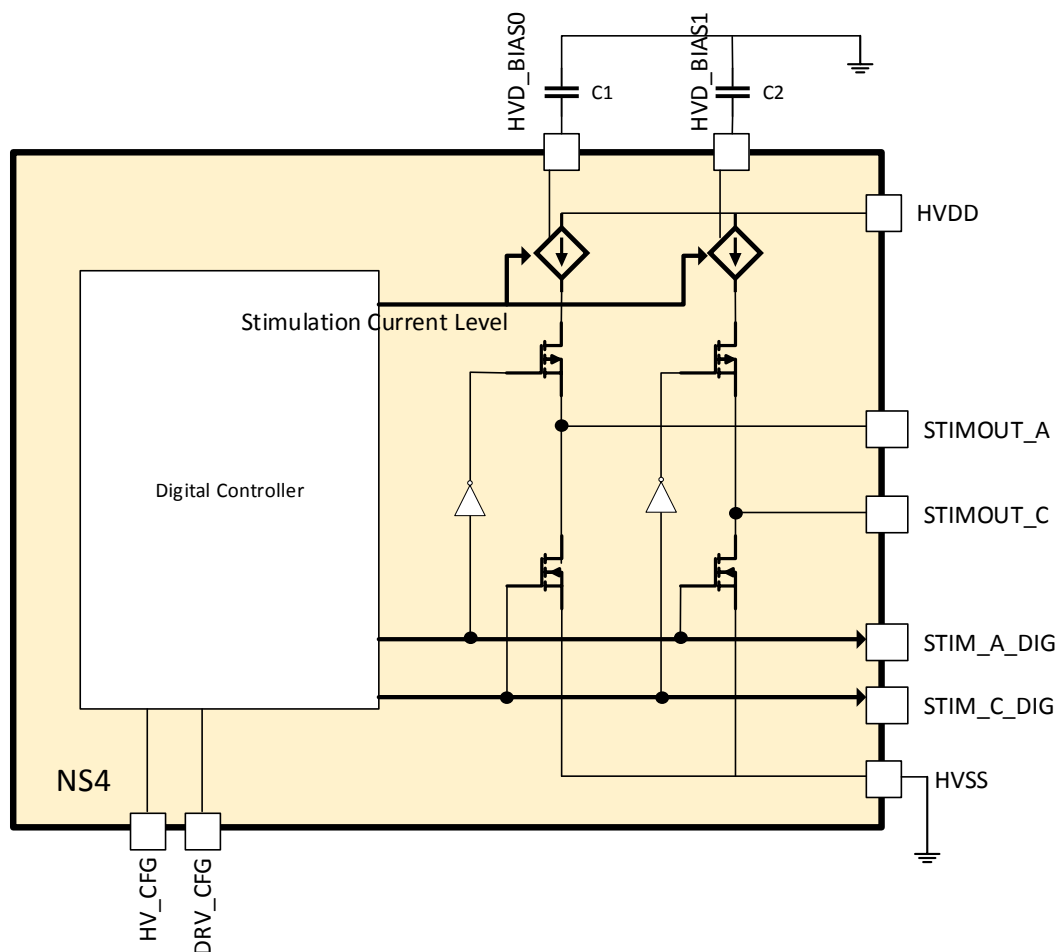 HVD_BIAS0
HVD_BIAS1
C1
C2
HVDD
Stimulation Current Level
STIMOUT_A
Digital Controller
STIMOUT_C
STIM_A_DIG
STIM_C_DIG
NS4
HVSS
HV_CFG
DRV_CFG